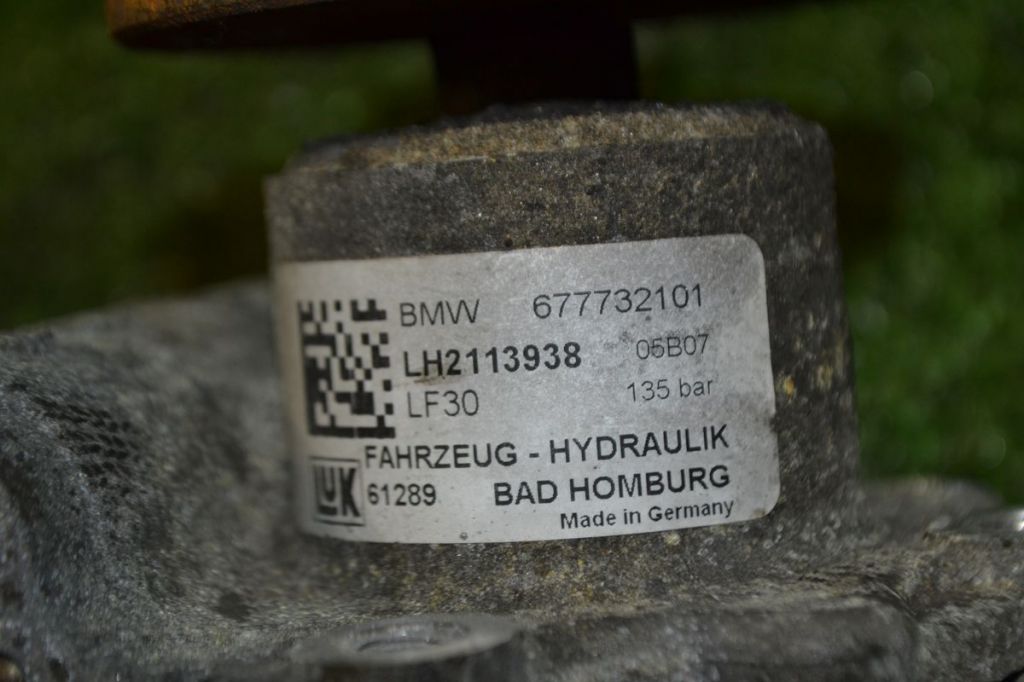 BMW 677732101
LH2113938 05B07
LF30 135 bar
FAHRZEUG - HYDRAULIK
LUK 61289 BAD HOMBURG
Made in Germany